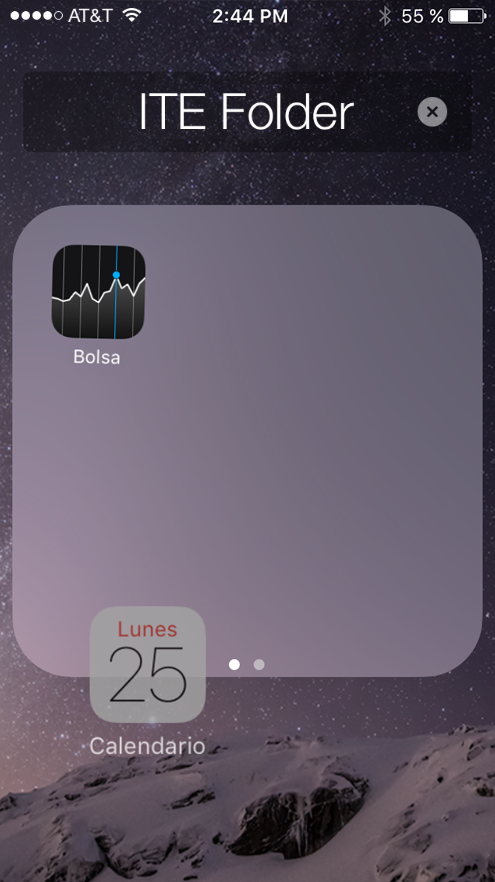 AT&T 2:44 PM 55 %
ITE Folder
Bolsa
Lunes
25
Calendario